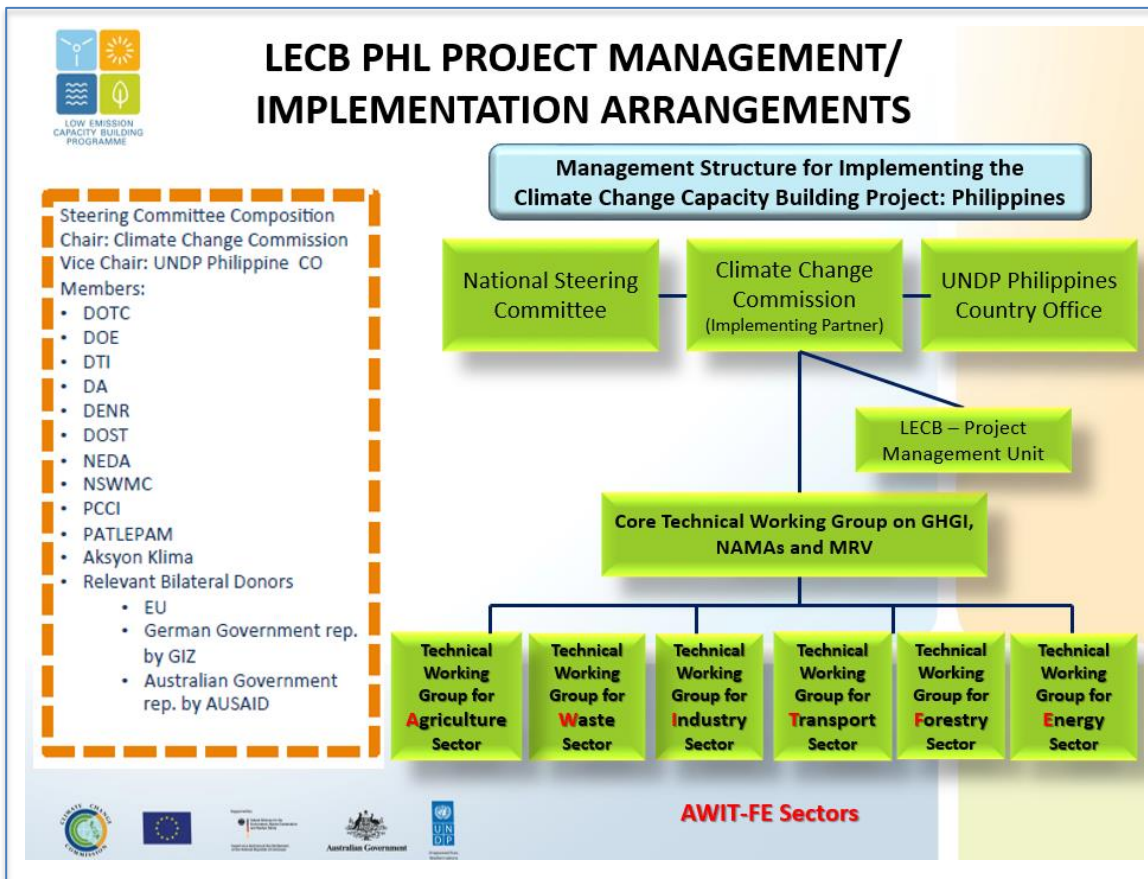 LOW EMISSION
CAPACITY BUILDING
PROGRAMME
LECB PHL PROJECT MANAGEMENT/
IMPLEMENTATION ARRANGEMENTS
Management Structure for Implementing the
Climate Change Capacity Building Project: Philippines
Steering Committee Composition
Chair: Climate Change Commission
Vice Chair: UNDP Philippine CO
Members:
• DOTC
• DOE
• DTI
• DA
• DENR
• DOST
• NEDA
• NSWMC
• PCCI
• PATLEPAM
• Aksyon Klima
• Relevant Bilateral Donors
• EU
• German Government rep.
by GIZ
• Australian Government
rep. by AUSAID
National Steering
Committee
Climate Change
Commission
(Implementing Partner)
UNDP Philippines
Country Office
LECB – Project
Management Unit
Core Technical Working Group on GHGI,
NAMAs and MRV
Technical
Working
Group for
Agriculture
Sector
Technical
Working
Group for
Waste
Sector
Technical
Working
Group for
Industry
Sector
Technical
Working
Group for
Transport
Sector
Technical
Working
Group for
Forestry
Sector
Technical
Working
Group for
Energy
Sector
AWIT-FE Sectors
CLIMATE CHANGE
COMMISSION
Australian Government
UN
DP